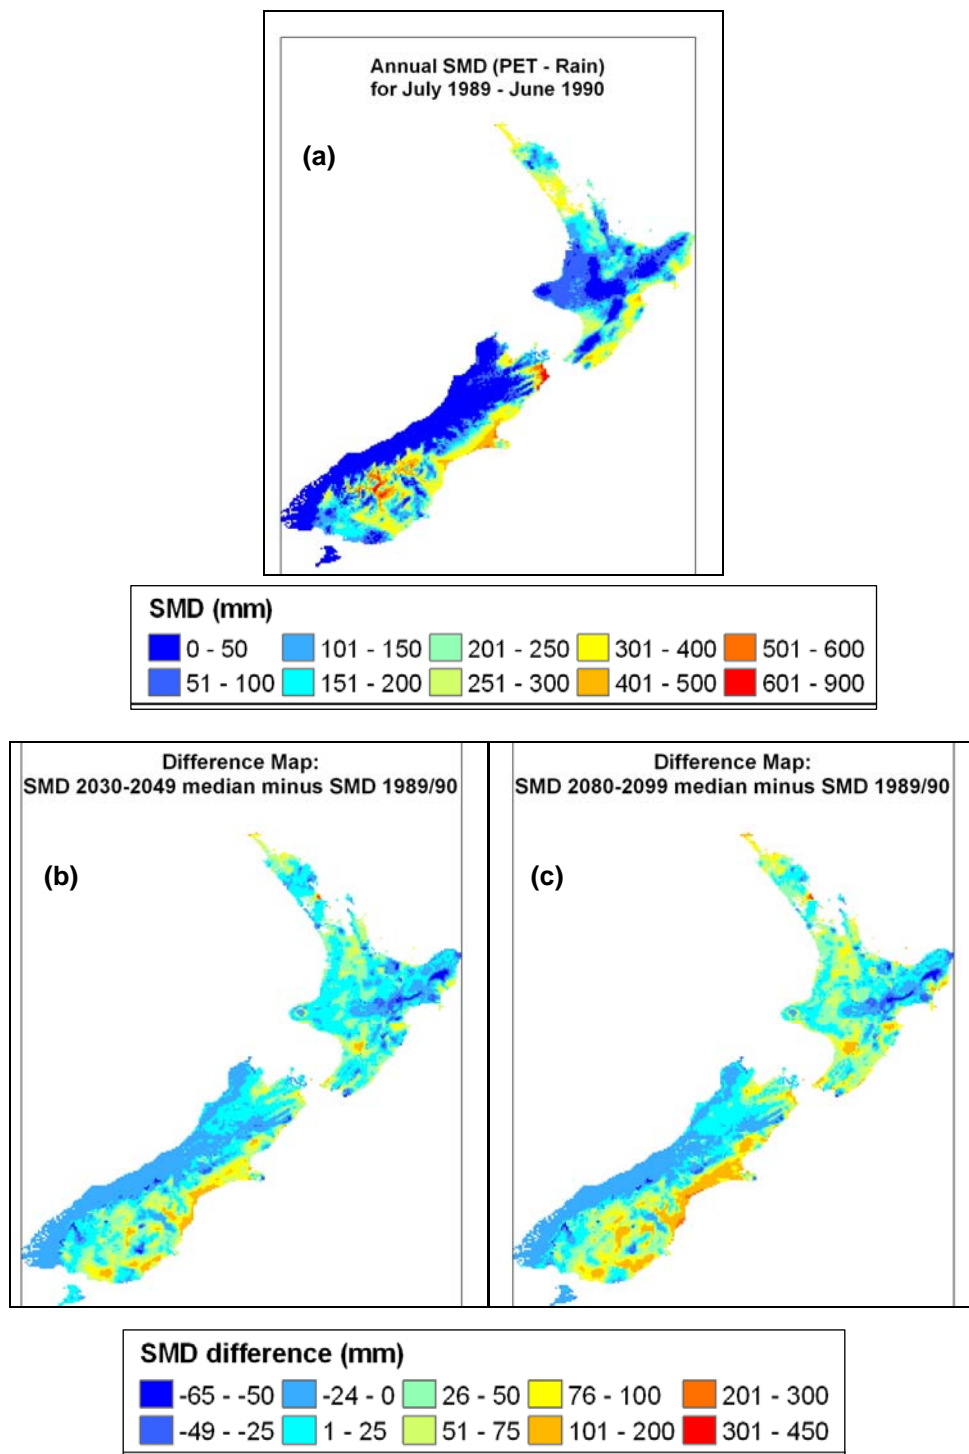 Annual SMD (PET - Rain)
for July 1989 - June 1990
(a)
SMD (mm)
0 - 50 101 - 150 201 - 250 301 - 400 501 - 600
51 - 100 151 - 200 251 - 300 401 - 500 601 - 900
Difference Map:
SMD 2030-2049 median minus SMD 1989/90
(b)
Difference Map:
SMD 2080-2099 median minus SMD 1989/90
(c)
SMD difference (mm)
-65 - -50 -24 - 0 26 - 50 76 - 100 201 - 300
-49 - -25 1 - 25 51 - 75 101 - 200 301 - 450